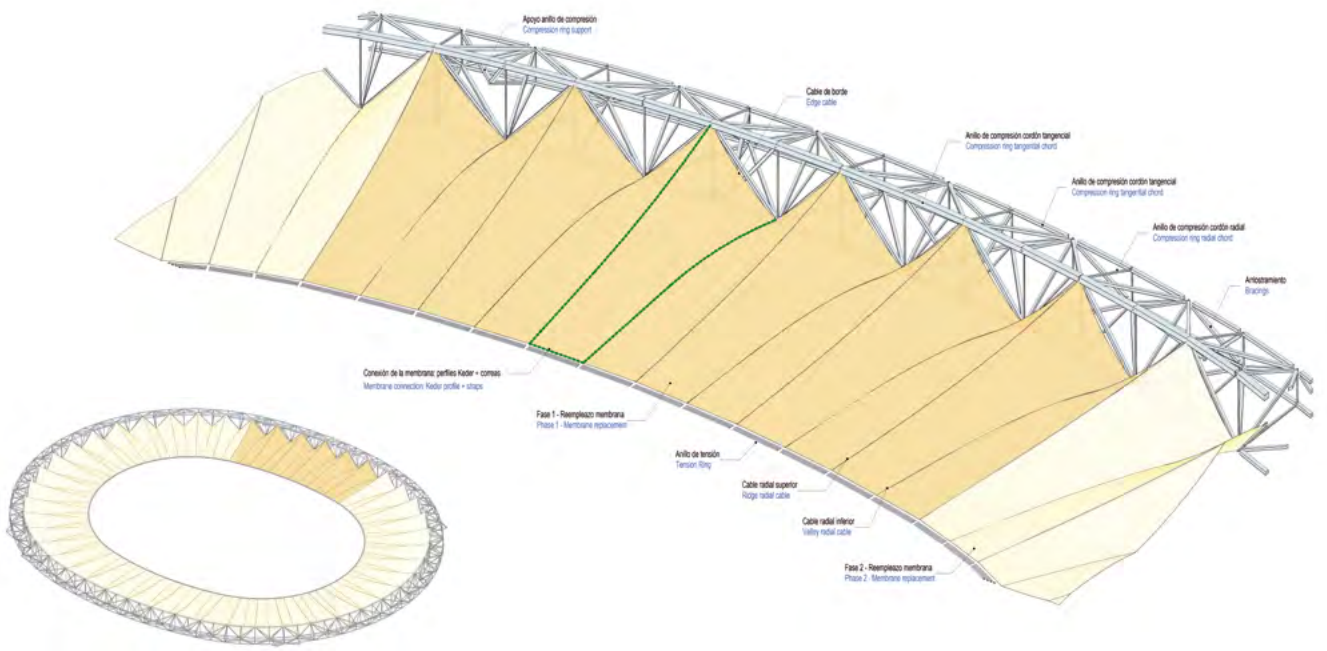 Apoyo anillo de compresión
Compression ring support
Cable de borde
Edge cable
Anillo de compresión cordón tangencial
Compression ring tangential chord
Anillo de compresión cordón tangencial
Compression ring tangential chord
Anillo de compresión cordón radial
Compression ring radial chord
Arriostramiento
Bracings
Conexión de la membrana: perfiles Keder + correas
Membrane connection: Keder profile + straps
Fase 1 - Reempleazo membrana
Phase 1 - Membrane replacement
Anillo de tensión
Tension Ring
Cable radial superior
Ridge radial cable
Cable radial inferior
Valley radial cable
Fase 2 - Reempleazo membrana
Phase 2 - Membrane replacement